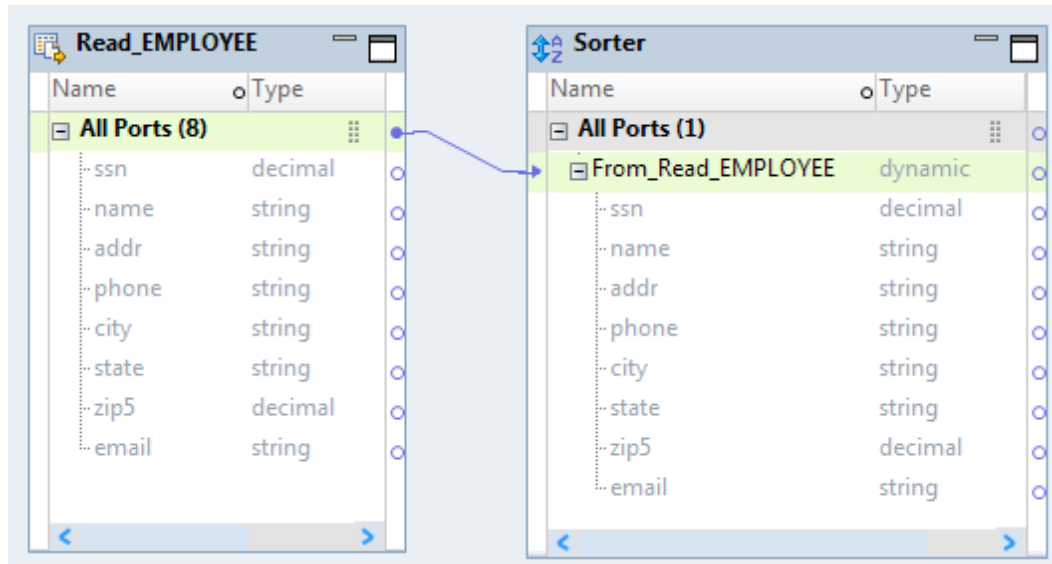 Read_EMPLOYEE
Name Type
All Ports (8)
ssn decimal
name string
addr string
phone string
city string
state string
zip5 decimal
email string
Sorter
Name Type
All Ports (1)
From_Read_EMPLOYEE dynamic
ssn decimal
name string
addr string
phone string
city string
state string
zip5 decimal
email string